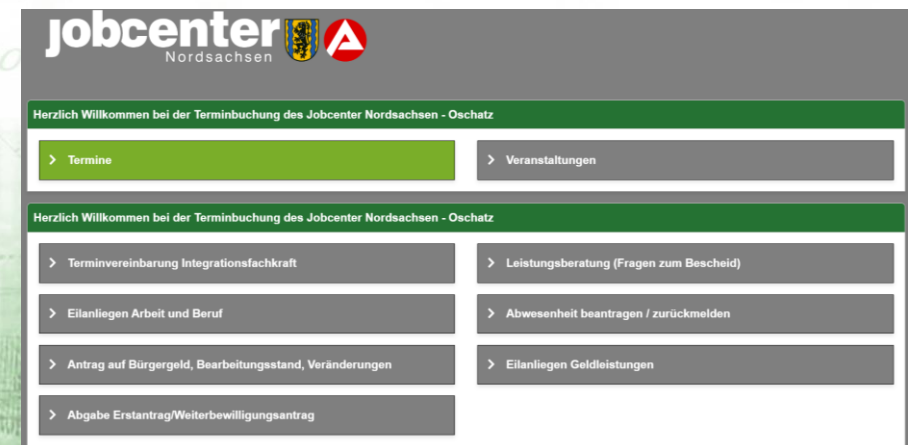 jobcenter
Nordsachsen
Herzlich Willkommen bei der Terminbuchung des Jobcenter Nordsachsen - Oschatz
Termine
Veranstaltungen
Herzlich Willkommen bei der Terminbuchung des Jobcenter Nordsachsen - Oschatz
Terminvereinbarung Integrationsfachkraft
Leistungsberatung (Fragen zum Bescheid)
Eilanliegen Arbeit und Beruf
Abwesenheit beantragen / zurückmelden
Antrag auf Bürgergeld, Bearbeitungsstand, Veränderungen
Eilanliegen Geldleistungen
Abgabe Erstantrag/Weiterbewilligungsantrag